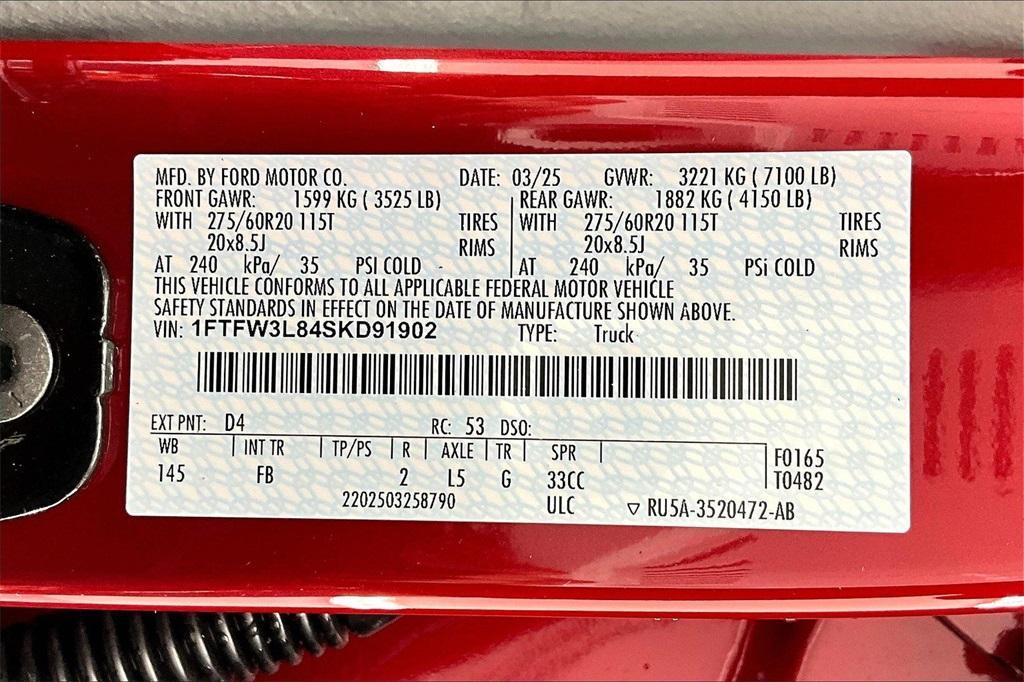 MFD. BY FORD MOTOR CO. DATE: 03/25 GVWR: 3221 KG ( 7100 LB)
FRONT GAWR: 1599 KG ( 3525 LB) REAR GAWR: 1882 KG ( 4150 LB)
WITH 275/60R20 115T TIRES WITH 275/60R20 115T TIRES
20x8.5J RIMS 20x8.5J RIMS
AT 240 kPa/ 35 PSI COLD AT 240 kPa/ 35 PSi COLD
THIS VEHICLE CONFORMS TO ALL APPLICABLE FEDERAL MOTOR VEHICLE
SAFETY STANDARDS IN EFFECT ON THE DATE OF MANUFACTURE SHOWN ABOVE.
VIN: 1FTFW3L84SKD91902 TYPE: Truck
EXT PNT: D4 RC: 53 DSO:
WB INT TR TP/PS R AXLE TR SPR F0165
145 FB 2 L5 G 33CC T0482
2202503258790 ULC ▽ RU5A-3520472-AB